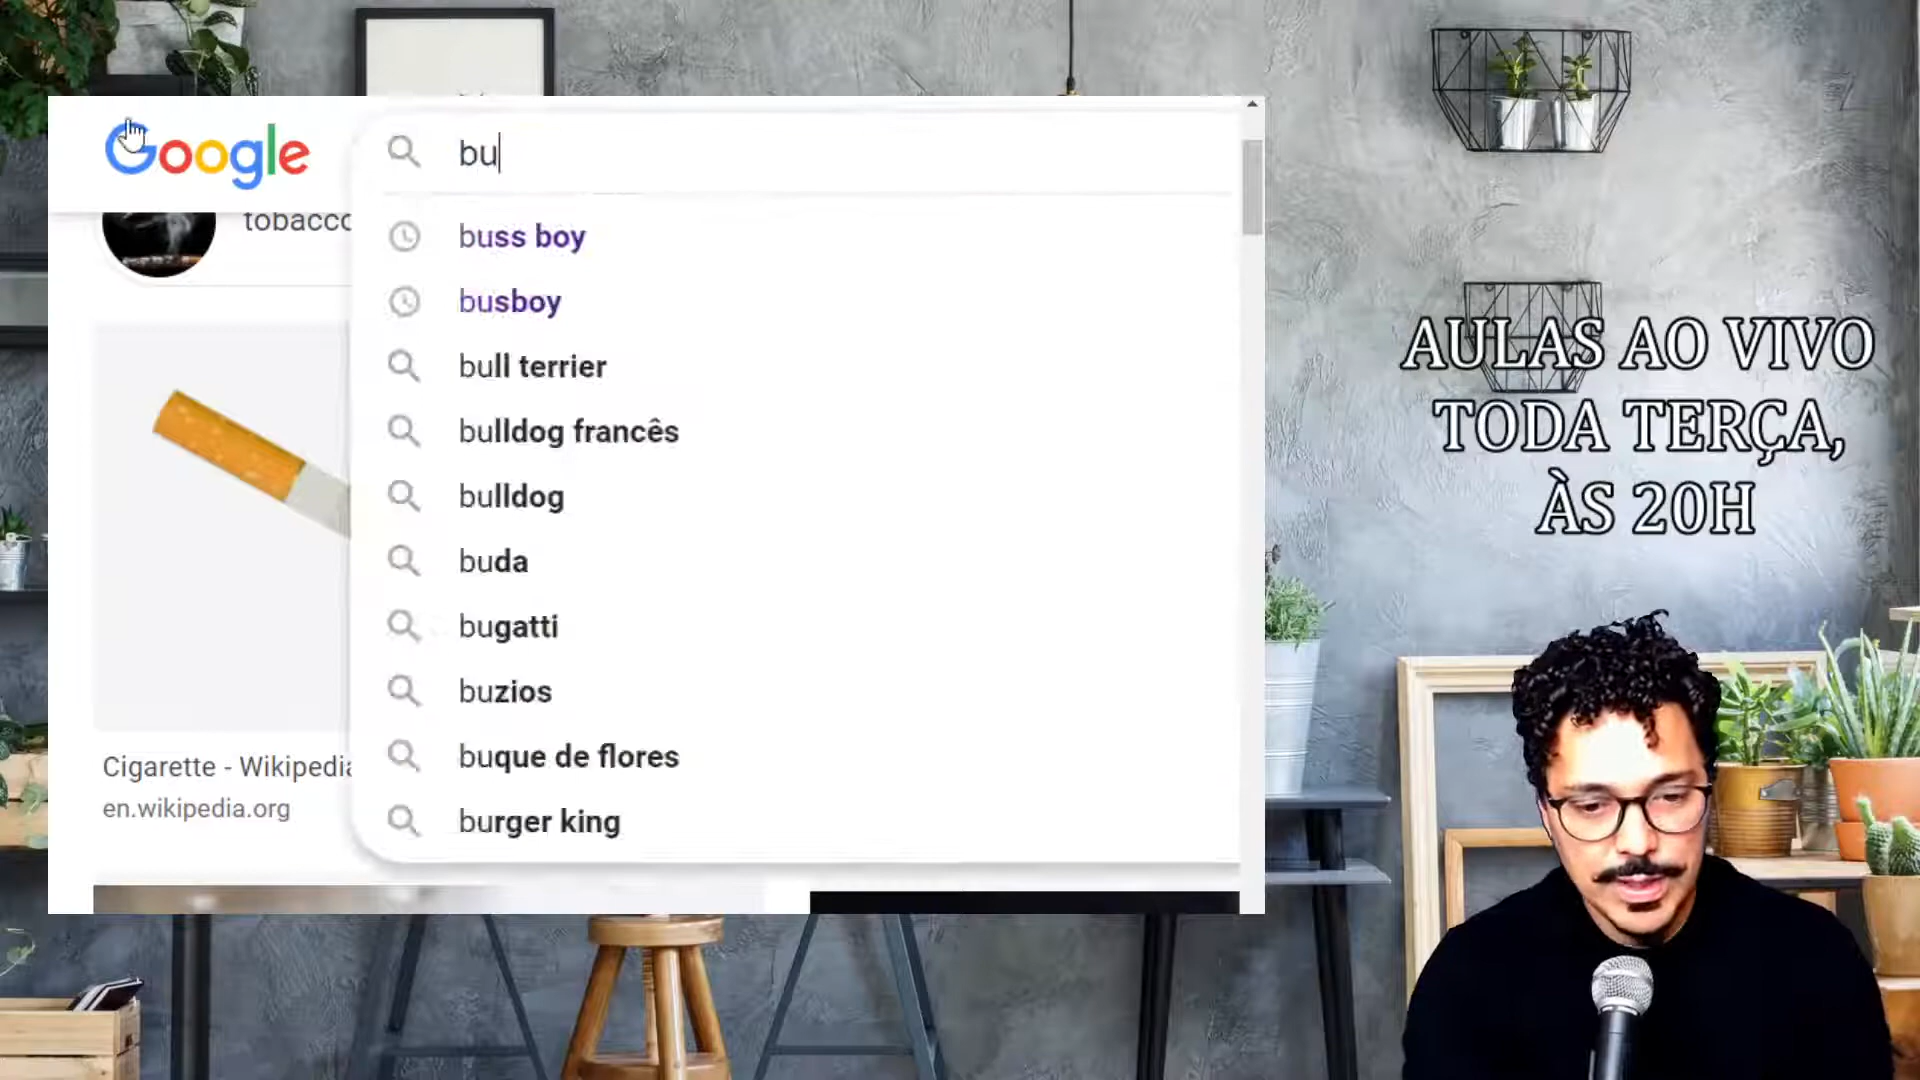 Google
bu
tobacco
buss boy
busboy
bull terrier
bulldog francês
bulldog
buda
bugatti
buzios
buque de flores
burger king
Cigarette - Wikipedia
en.wikipedia.org
AULAS AO VIVO
TODA TERÇA,
ÀS 20H